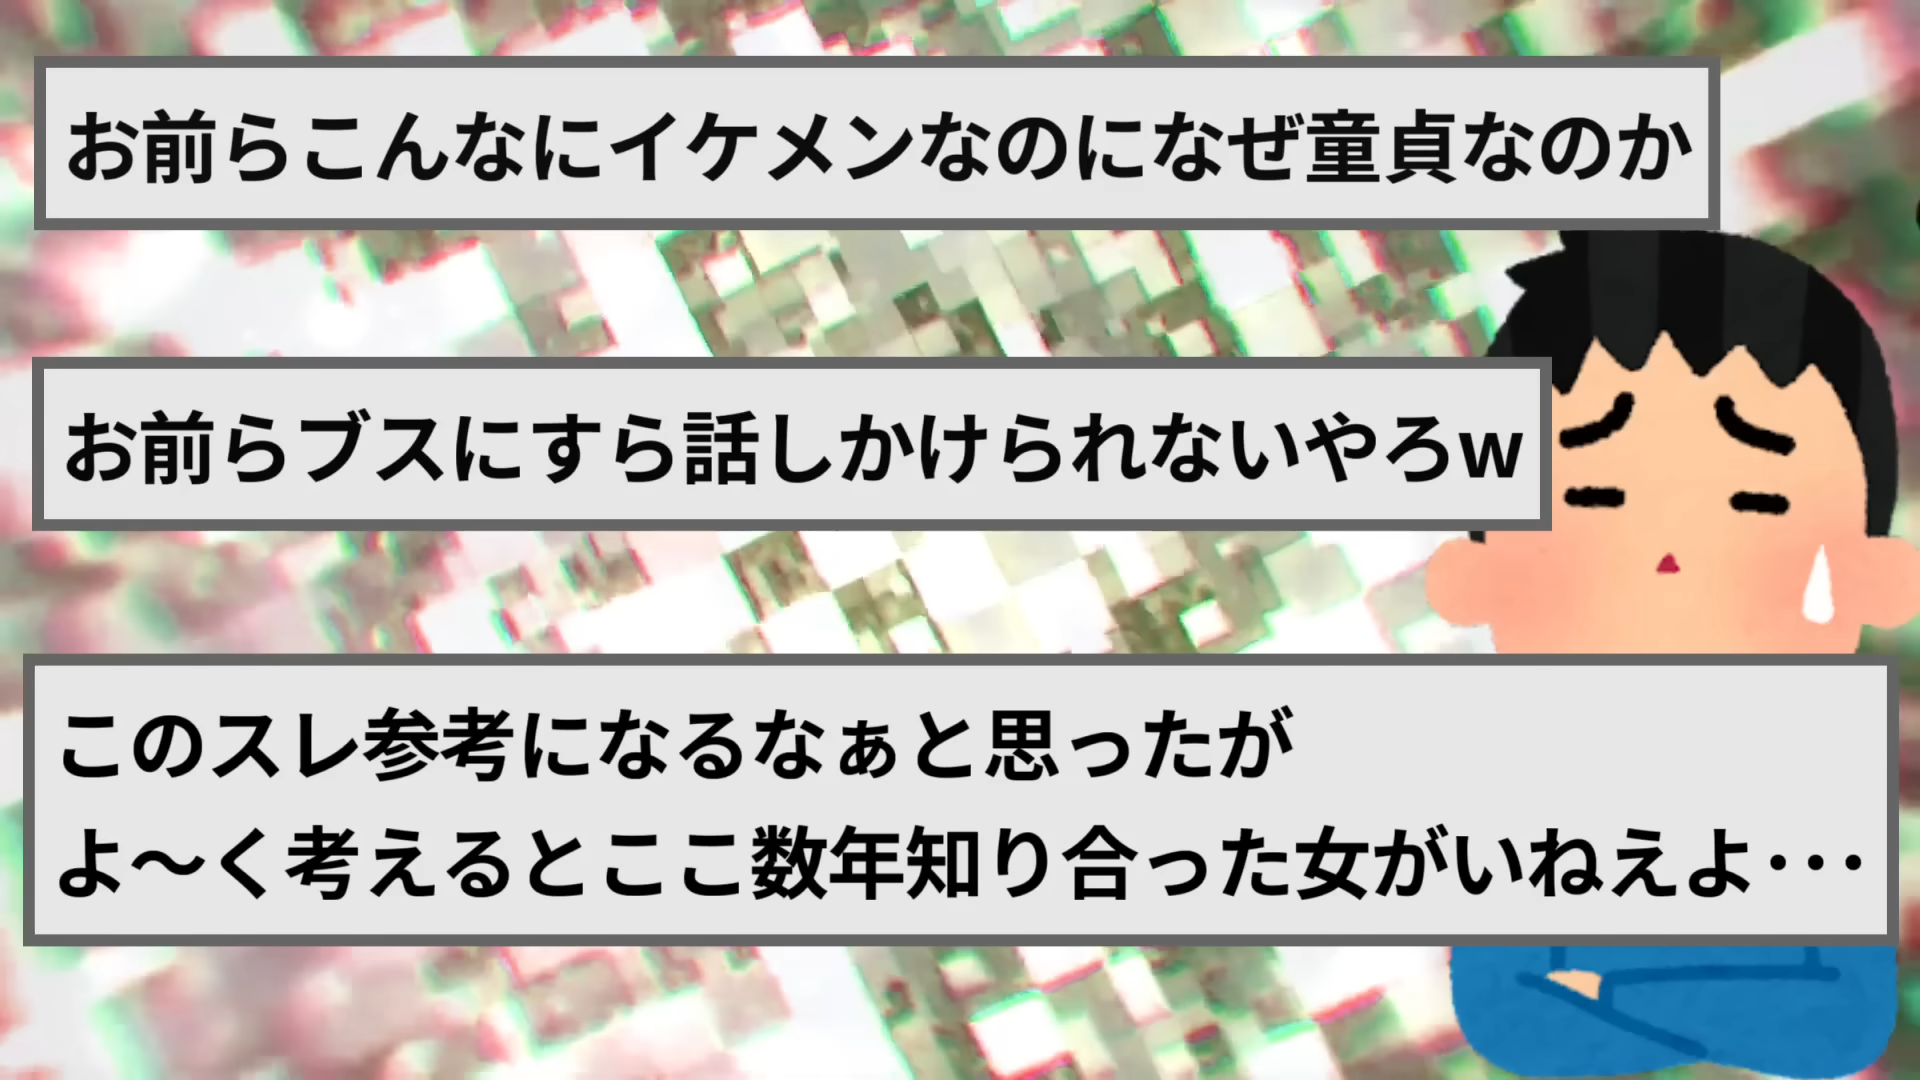 お前らこんなにイケメンなのになぜ童貞なのか
お前らブスにすら話しかけられないやろw
このスレ参考になるなぁと思ったが
よ～く考えるとここ数年知り合った女がいねえよ･･･